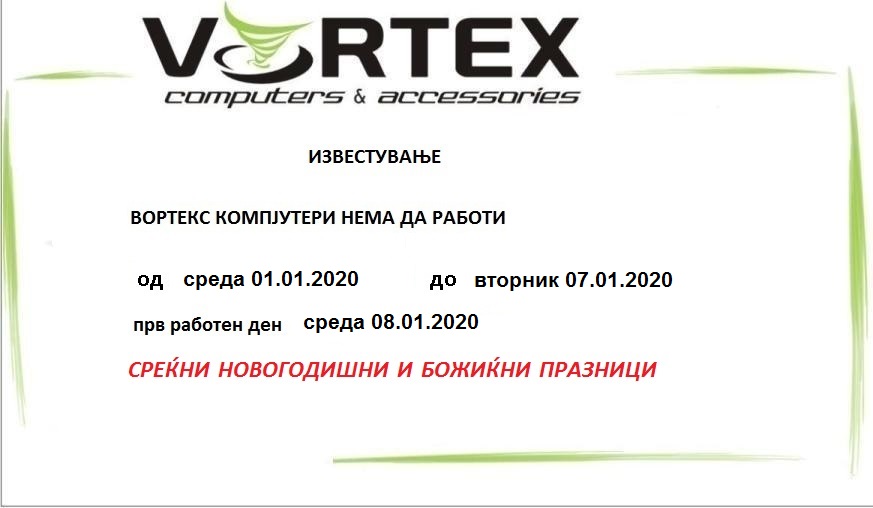 VORTEX
computers & accessories
ИЗВЕСТУВАЊЕ
ВОРТЕКС КОМПЈУТЕРИ НЕМА ДА РАБОТИ
од среда 01.01.2020 до вторник 07.01.2020
прв работен ден среда 08.01.2020
СРЕЌНИ НОВОГОДИШНИ И БОЖИЌНИ ПРАЗНИЦИ